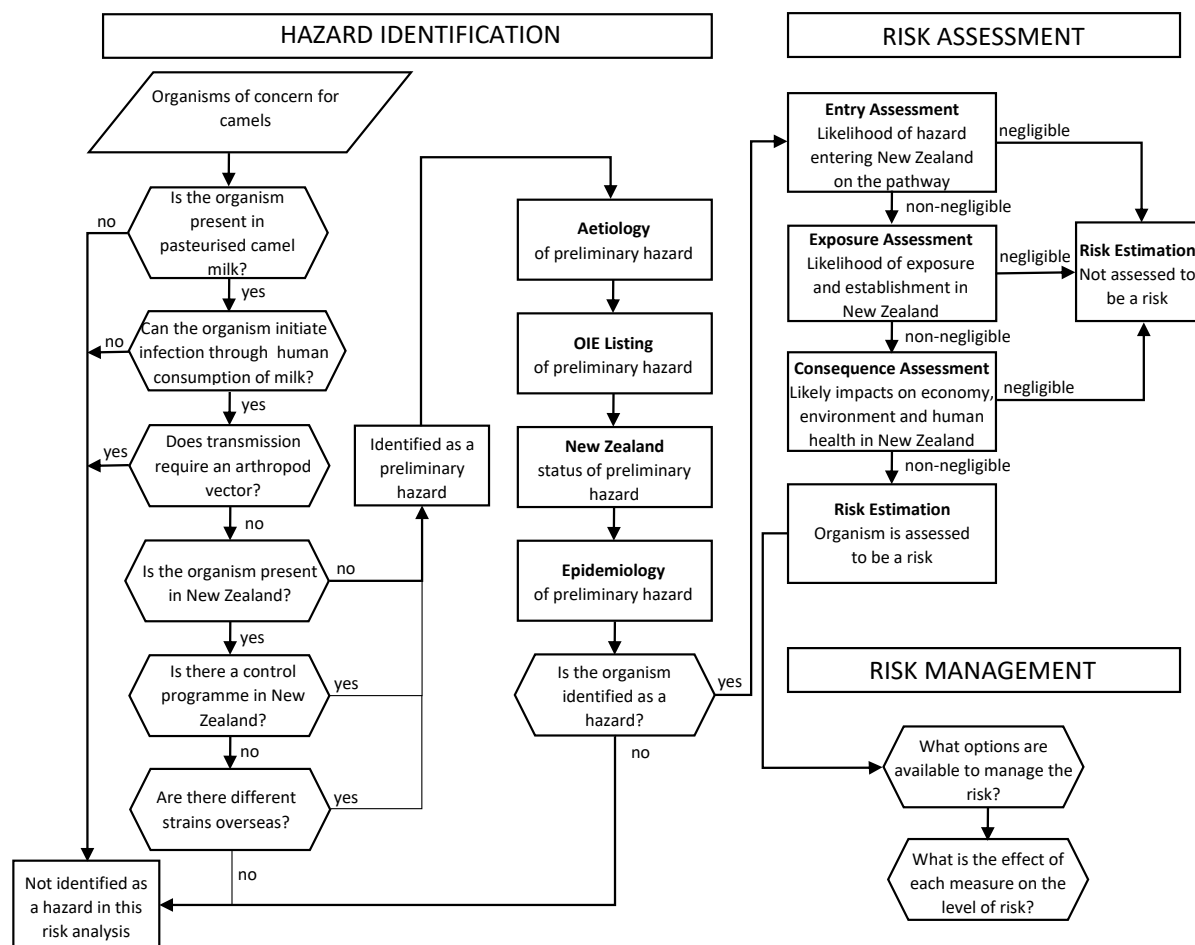 HAZARD IDENTIFICATION
Organisms of concern for
camels
Is the organism
present in
pasteurised camel
milk?
no
yes
Can the organism initiate
infection through  human
consumption of milk?
no
yes
Does transmission
require an arthropod
vector?
yes
no
Is the organism present
in New Zealand?
no
yes
Is there a control
programme in New
Zealand?
yes
no
Are there different
strains overseas?
yes
no
Not identified as
a hazard in this
risk analysis
Identified as a
preliminary
hazard
Aetiology
of preliminary hazard
OIE Listing
of preliminary hazard
New Zealand
status of preliminary
hazard
Epidemiology
of preliminary hazard
Is the organism
identified as a
hazard?
yes
no
RISK ASSESSMENT
Entry Assessment
Likelihood of hazard
entering New Zealand
on the pathway
negligible
non-negligible
Exposure Assessment
Likelihood of exposure
and establishment in
New Zealand
negligible
non-negligible
Consequence Assessment
Likely impacts on economy,
environment and human
health in New Zealand
negligible
non-negligible
Risk Estimation
Not assessed to
be a risk
Risk Estimation
Organism is assessed
to be a risk
RISK MANAGEMENT
What options are
available to manage the
risk?
What is the effect of
each measure on the
level of risk?